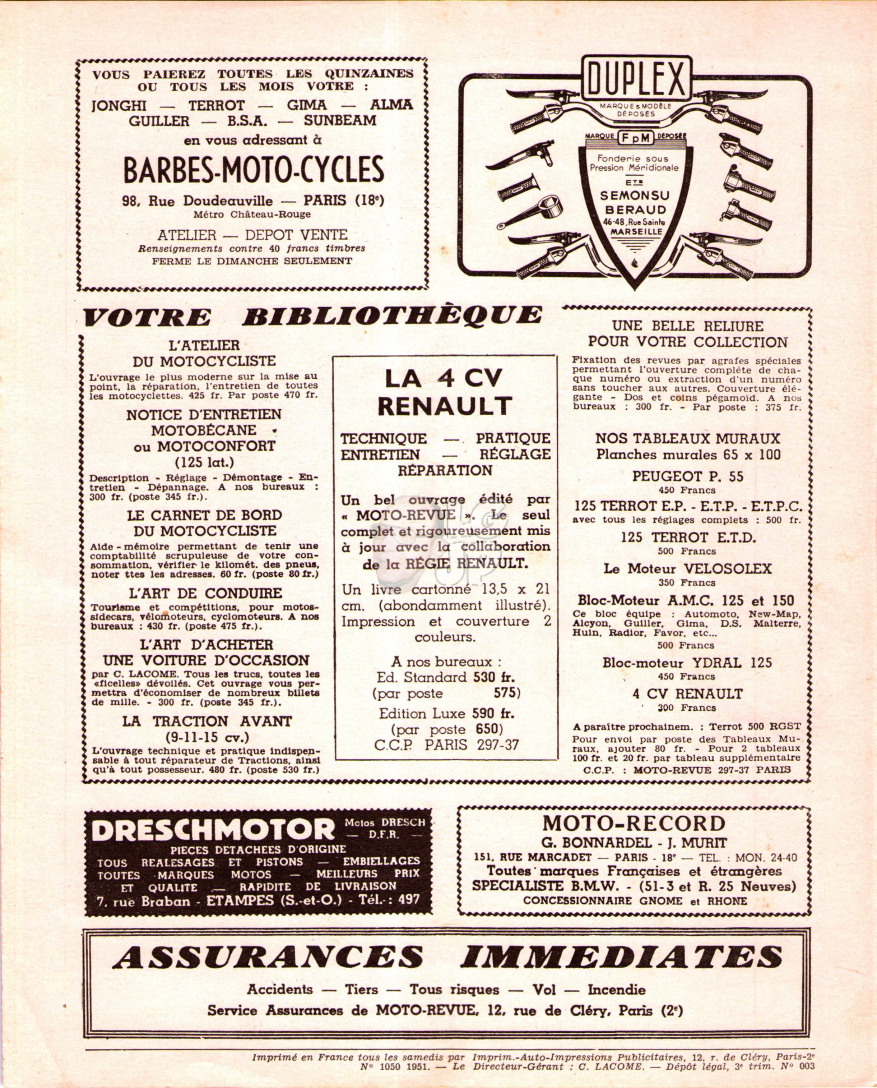 VOUS PAIEREZ TOUTES LES QUINZAINES
OU TOUS LES MOIS VOTRE :
JONGHI — TERROT — GIMA — ALMA
GUILLER — B.S.A. — SUNBEAM
en vous adressant à
BARBES-MOTO-CYCLES
98, Rue Doudeauville — PARIS (18e)
Métro Château-Rouge
ATELIER — DEPOT VENTE
Renseignements contre 40 francs timbres
FERME LE DIMANCHE SEULEMENT
DUPLEX
MARQUE & MODÈLE
DÉPOSÉS
MARQUE FpM DÉPOSÉE
Fonderie sous
Pression Méridionale
ETS
SEMONSU
BERAUD
46-48, Rue Sainte
MARSEILLE
VOTRE BIBLIOTHÈQUE
L'ATELIER
DU MOTOCYCLISTE
L'ouvrage le plus moderne sur la mise au
point, la réparation, l'entretien de toutes
les motocyclettes. 425 fr. Par poste 470 fr.
NOTICE D'ENTRETIEN
MOTOBÉCANE
ou MOTOCONFORT
(125 lat.)
Description - Réglage - Démontage - En-
tretien - Dépannage. A nos bureaux :
300 fr. (poste 345 fr.).
LE CARNET DE BORD
DU MOTOCYCLISTE
Aide-mémoire permettant de tenir une
comptabilité scrupuleuse de votre con-
sommation, vérifier le kilomét. des pneus,
noter ttes les adresses. 60 fr. (poste 80 fr.)
L'ART DE CONDUIRE
Tourisme et compétitions, pour motos-
sidecars, vélomoteurs, cyclomoteurs. A nos
bureaux : 430 fr. (poste 475 fr.).
L'ART D'ACHETER
UNE VOITURE D'OCCASION
par C. LACOME. Tous les trucs, toutes les
«ficelles» dévoilés. Cet ouvrage vous per-
mettra d'économiser de nombreux billets
de mille. - 300 fr. (poste 345 fr.).
LA TRACTION AVANT
(9-11-15 cv.)
L'ouvrage technique et pratique indispen-
sable à tout réparateur de Tractions, ainsi
qu'à tout possesseur. 480 fr. (poste 530 fr.)
LA 4 CV
RENAULT
TECHNIQUE — PRATIQUE
ENTRETIEN — RÉGLAGE
RÉPARATION
Un bel ouvrage édité par
« MOTO-REVUE ». Le seul
complet et rigoureusement mis
à jour avec la collaboration
de la RÉGIE RENAULT.
Un livre cartonné 13,5 x 21
cm. (abondamment illustré).
Impression et couverture 2
couleurs.
A nos bureaux :
Ed. Standard 530 fr.
(par poste 575)
Edition Luxe 590 fr.
(par poste 650)
C.C.P. PARIS 297-37
UNE BELLE RELIURE
POUR VOTRE COLLECTION
Fixation des revues par agrafes spéciales
permettant l'ouverture complète de cha-
que numéro ou extraction d'un numéro
sans toucher aux autres. Couverture élé-
gante - Dos et coins pégamoïd. A nos
bureaux : 300 fr. - Par poste : 375 fr.
NOS TABLEAUX MURAUX
Planches murales 65 x 100
PEUGEOT P. 55
450 Francs
125 TERROT E.P. - E.T.P. - E.T.P.C.
avec tous les réglages complets : 500 fr.
125 TERROT E.T.D.
500 Francs
Le Moteur VELOSOLEX
350 Francs
Bloc-Moteur A.M.C. 125 et 150
Ce bloc équipe : Automoto, New-Map,
Alcyon, Guiller, Gima, D.S. Malterre,
Huin, Radior, Favor, etc...
500 Francs
Bloc-moteur YDRAL 125
450 Francs
4 CV RENAULT
300 Francs
A paraître prochainem. : Terrot 500 RGST
Pour envoi par poste des Tableaux Mu-
raux, ajouter 80 fr. - Pour 2 tableaux
100 fr. et 20 fr. par tableau supplémentaire
C.C.P. : MOTO-REVUE 297-37 PARIS
DRESCHMOTOR Motos DRESCH
— D.F.R. —
PIECES DETACHEES D'ORIGINE
TOUS REALESAGES ET PISTONS — EMBIELLAGES
TOUTES MARQUES MOTOS — MEILLEURS PRIX
ET QUALITE — RAPIDITE DE LIVRAISON
7, rue Braban - ETAMPES (S.-et-O.) - Tél. : 497
MOTO-RECORD
G. BONNARDEL - J. MURIT
151, RUE MARCADET — PARIS - 18e — TEL. : MON. 24-40
Toutes marques Françaises et étrangères
SPECIALISTE B.M.W. - (51-3 et R. 25 Neuves)
CONCESSIONNAIRE GNOME et RHONE
ASSURANCES IMMEDIATES
Accidents — Tiers — Tous risques — Vol — Incendie
Service Assurances de MOTO-REVUE, 12, rue de Cléry, Paris (2e)
Imprimé en France tous les samedis par Imprim.-Auto-Impressions Publicitaires, 12, r. de Cléry, Paris-2e
No 1050 1951. — Le Directeur-Gérant : C. LACOME. — Dépôt légal, 3e trim. No 003